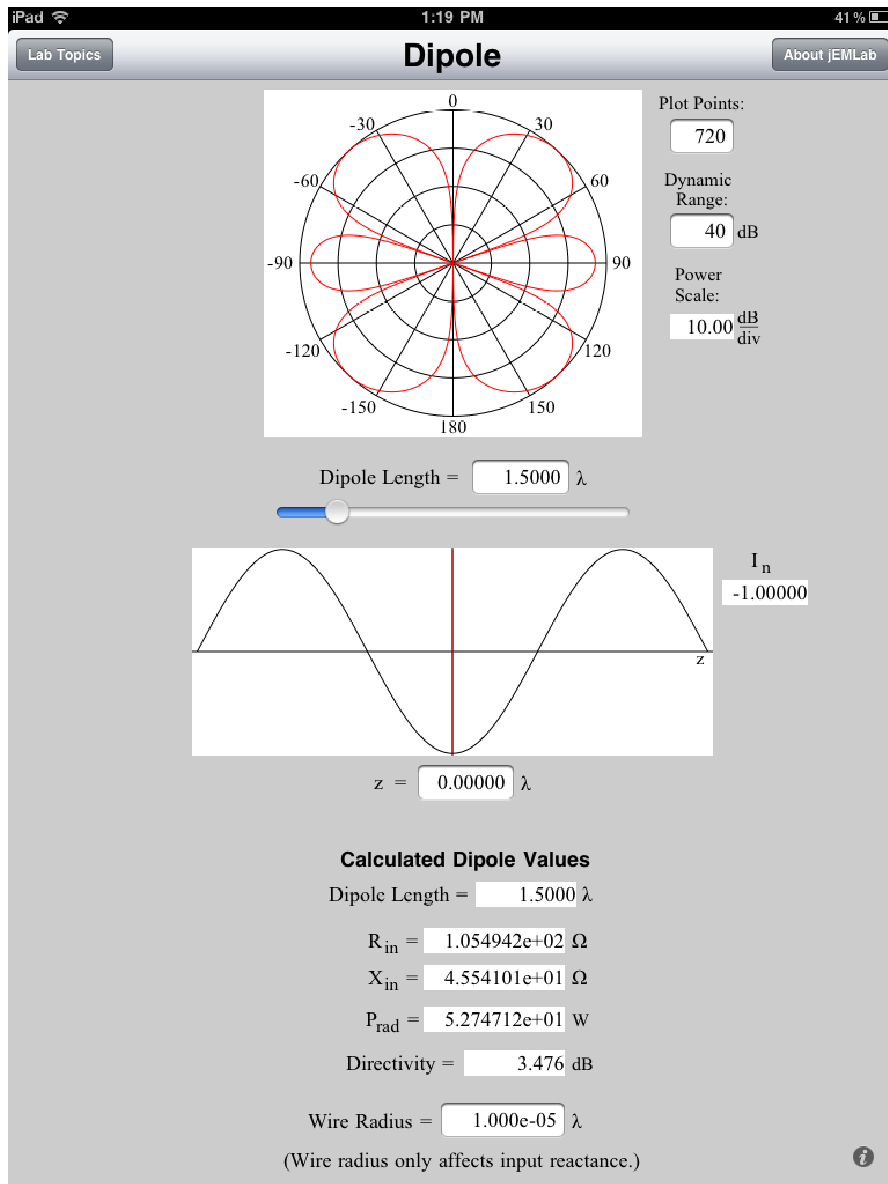 iPad 1:19 PM 41 %
Lab Topics Dipole About jEMLab
0
-30 30
-60 60
-90 90
-120 120
-150 150
180
Plot Points:
720
Dynamic
Range:
40 dB
Power
Scale:
10.00 dB
div
Dipole Length = 1.5000 λ
I n
-1.00000
z
z = 0.00000 λ
Calculated Dipole Values
Dipole Length = 1.5000 λ
R in = 1.054942e+02 Ω
X in = 4.554101e+01 Ω
P rad = 5.274712e+01 W
Directivity = 3.476 dB
Wire Radius = 1.000e-05 λ
(Wire radius only affects input reactance.)
i